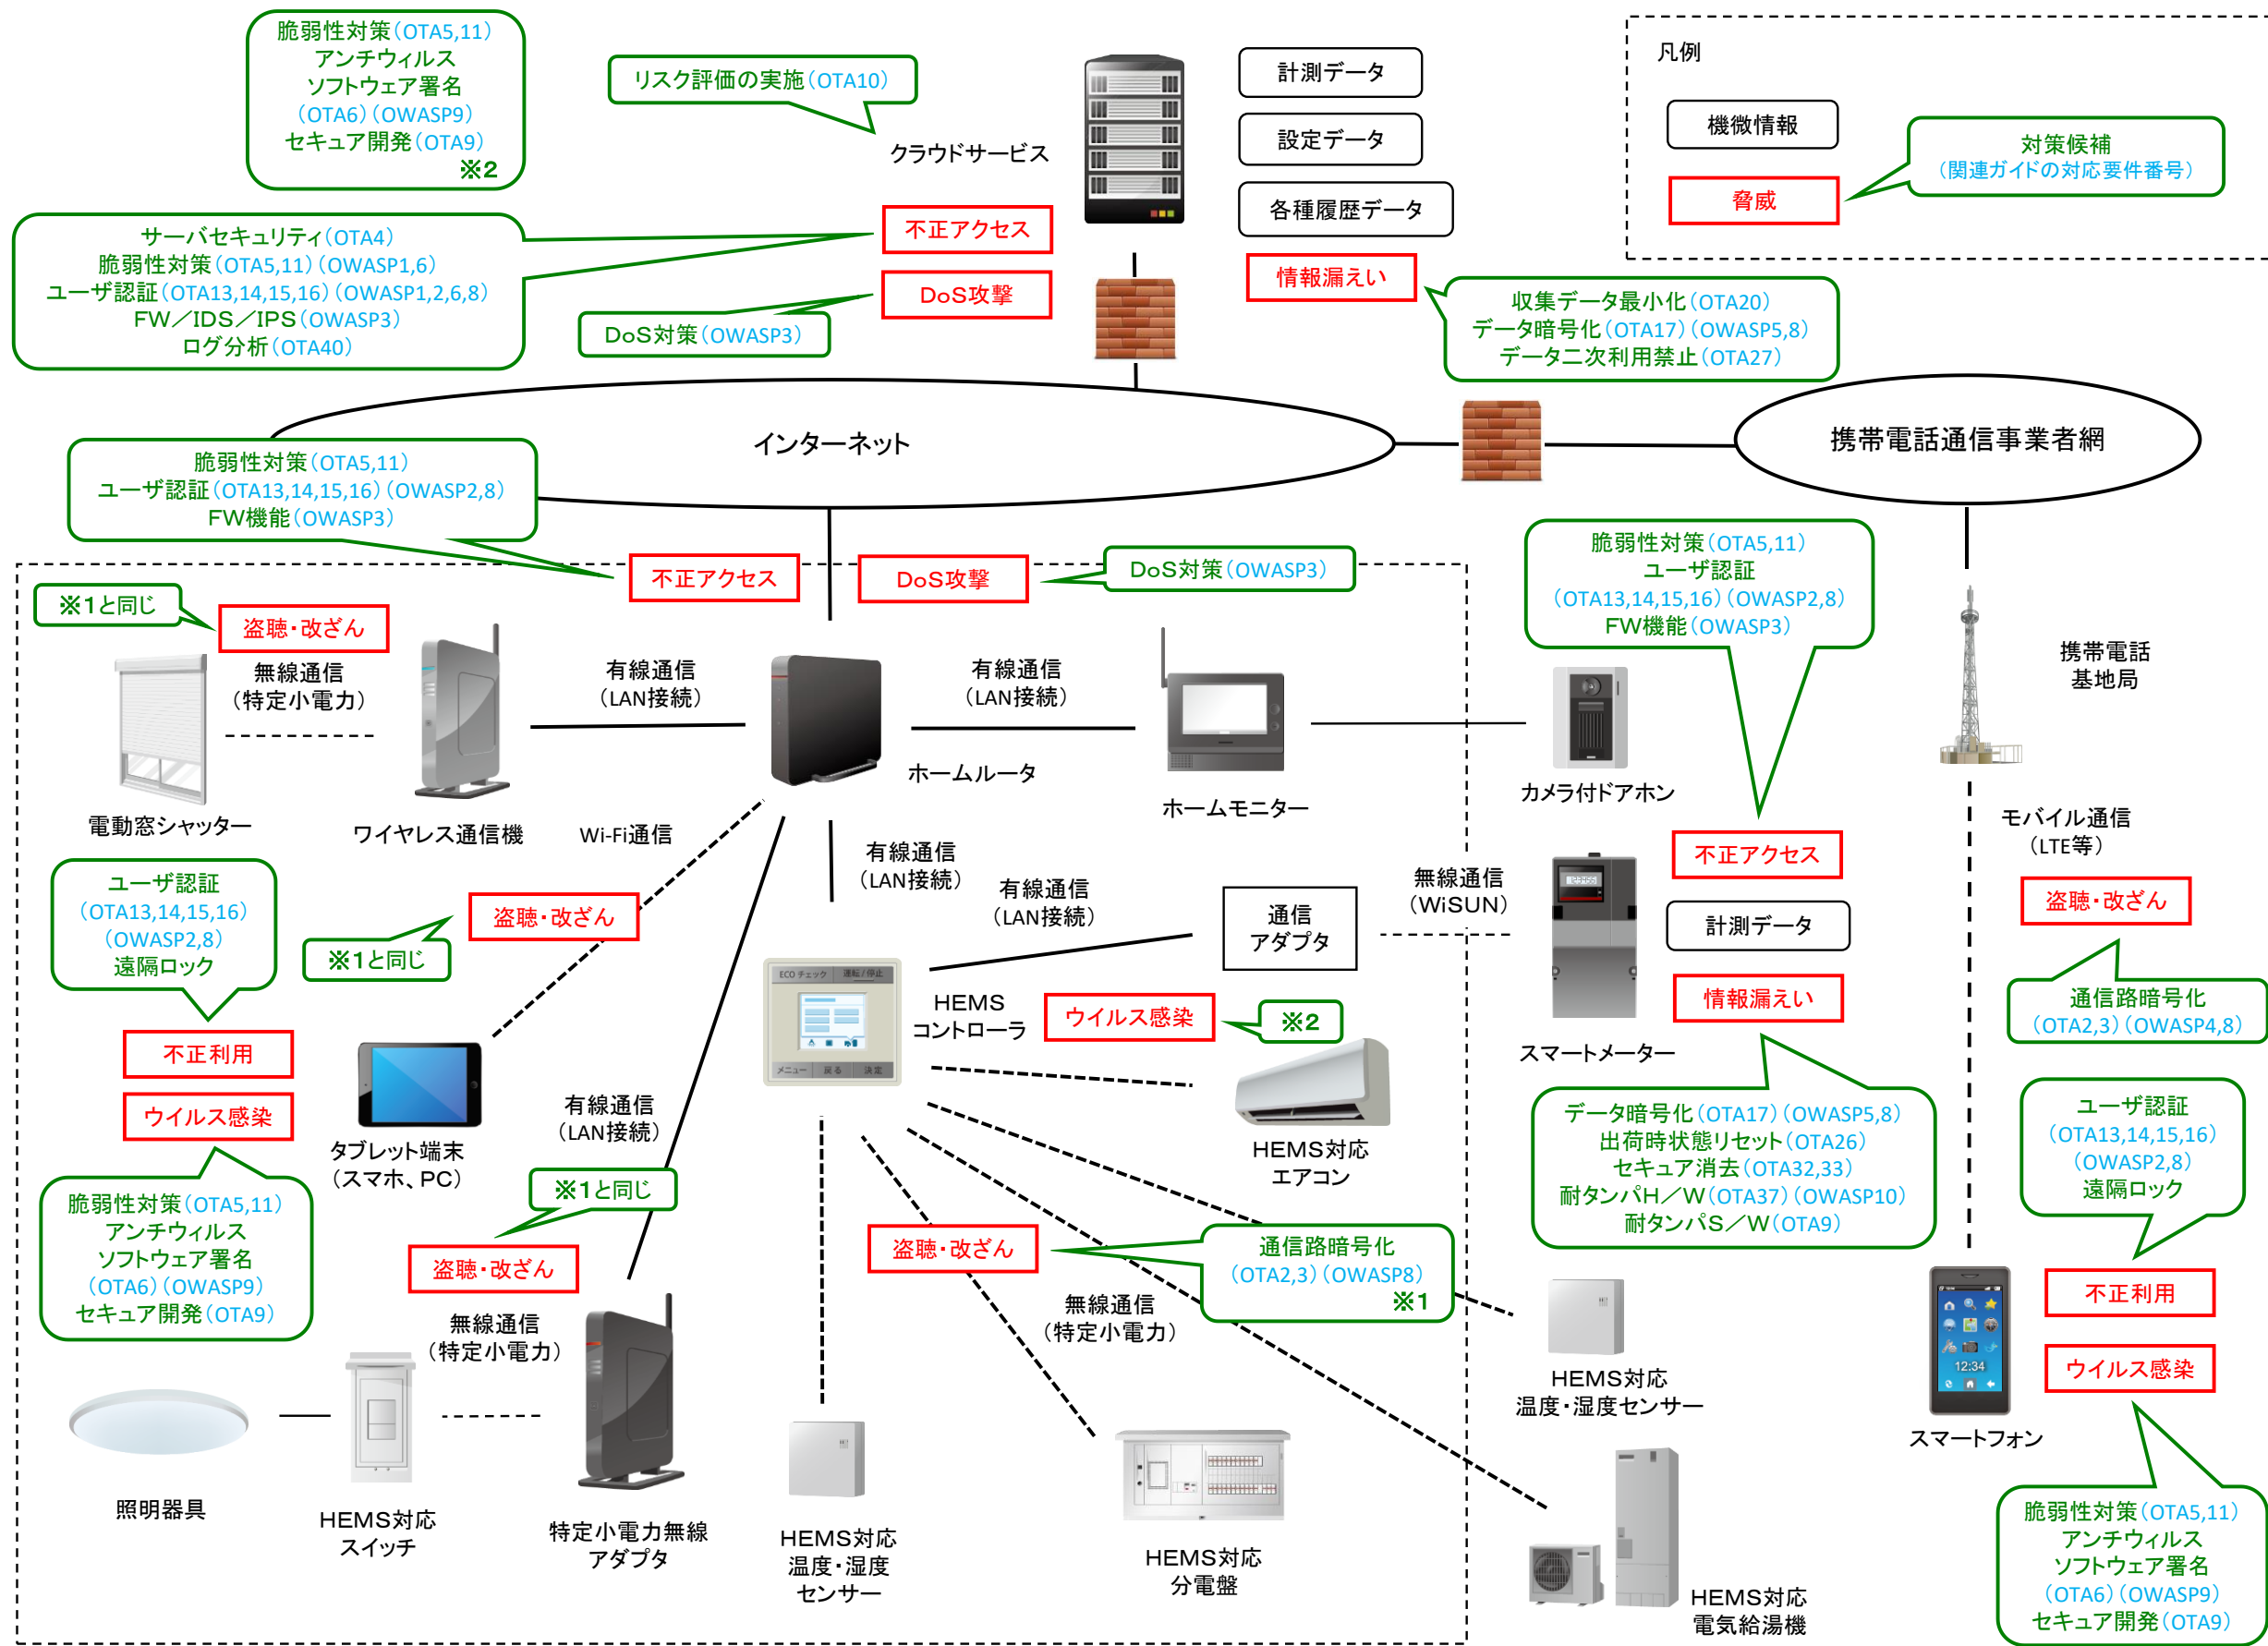 脆弱性対策(OTA5,11)
アンチウィルス
ソフトウェア署名
(OTA6)(OWASP9)
セキュア開発(OTA9)
※2
リスク評価の実施(OTA10)
クラウドサービス
計測データ
設定データ
各種履歴データ
凡例
機微情報
脅威
対策候補
(関連ガイドの対応要件番号)
サーバセキュリティ(OTA4)
脆弱性対策(OTA5,11)(OWASP1,6)
ユーザ認証(OTA13,14,15,16)(OWASP1,2,6,8)
FW/IDS/IPS(OWASP3)
ログ分析(OTA40)
不正アクセス
DoS攻撃
DoS対策(OWASP3)
情報漏えい
収集データ最小化(OTA20)
データ暗号化(OTA17)(OWASP5,8)
データ二次利用禁止(OTA27)
インターネット
携帯電話通信事業者網
脆弱性対策(OTA5,11)
ユーザ認証(OTA13,14,15,16)(OWASP2,8)
FW機能(OWASP3)
不正アクセス
DoS攻撃
DoS対策(OWASP3)
脆弱性対策(OTA5,11)
ユーザ認証
(OTA13,14,15,16)(OWASP2,8)
FW機能(OWASP3)
※1と同じ
盗聴・改ざん
無線通信
(特定小電力)
有線通信
(LAN接続)
有線通信
(LAN接続)
携帯電話
基地局
電動窓シャッター
ワイヤレス通信機
ホームルータ
ホームモニター
カメラ付ドアホン
Wi-Fi通信
有線通信
(LAN接続)
有線通信
(LAN接続)
通信
アダプタ
無線通信
(WiSUN)
不正アクセス
計測データ
情報漏えい
モバイル通信
(LTE等)
盗聴・改ざん
通信路暗号化
(OTA2,3)(OWASP4,8)
ユーザ認証
(OTA13,14,15,16)
(OWASP2,8)
遠隔ロック
盗聴・改ざん
※1と同じ
不正利用
ウイルス感染
タブレット端末
(スマホ、PC)
ECO チェック
運転/停止
メニュー
戻る
決定
HEMS
コントローラ
ウイルス感染
※2
123456
スマートメーター
HEMS対応
エアコン
有線通信
(LAN接続)
※1と同じ
盗聴・改ざん
無線通信
(特定小電力)
脆弱性対策(OTA5,11)
アンチウィルス
ソフトウェア署名
(OTA6)(OWASP9)
セキュア開発(OTA9)
データ暗号化(OTA17)(OWASP5,8)
出荷時状態リセット(OTA26)
セキュア消去(OTA32,33)
耐タンパH/W(OTA37)(OWASP10)
耐タンパS/W(OTA9)
ユーザ認証
(OTA13,14,15,16)
(OWASP2,8)
遠隔ロック
盗聴・改ざん
通信路暗号化
(OTA2,3)(OWASP8)
※1
無線通信
(特定小電力)
HEMS対応
温度・湿度センサー
12:34
スマートフォン
不正利用
ウイルス感染
照明器具
HEMS対応
スイッチ
特定小電力無線
アダプタ
HEMS対応
温度・湿度
センサー
HEMS対応
分電盤
HEMS対応
電気給湯機
脆弱性対策(OTA5,11)
アンチウィルス
ソフトウェア署名
(OTA6)(OWASP9)
セキュア開発(OTA9)